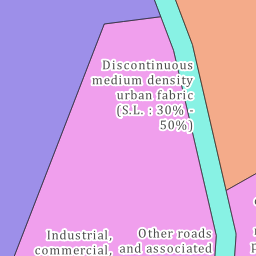 Discontinuous
medium density
urban fabric
(S.L. : 30% -
50%)
Industrial,
commercial,
Other roads
and associated